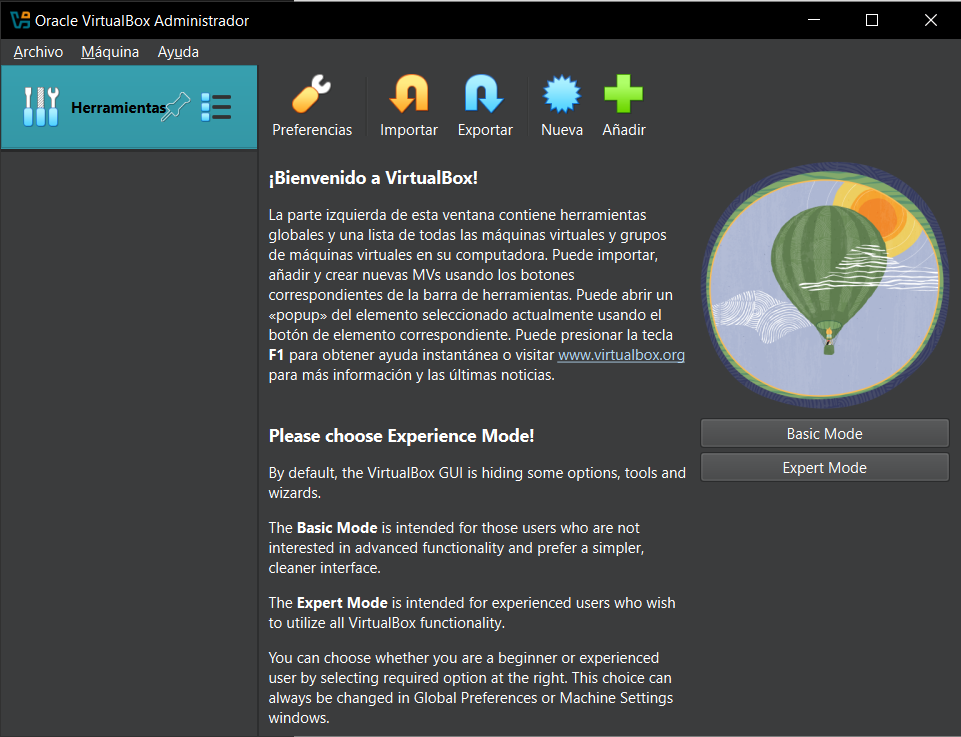 Oracle VirtualBox Administrador
Archivo Máquina Ayuda
Herramientas
Preferencias Importar Exportar Nueva Añadir
¡Bienvenido a VirtualBox!
La parte izquierda de esta ventana contiene herramientas
globales y una lista de todas las máquinas virtuales y grupos
de máquinas virtuales en su computadora. Puede importar,
añadir y crear nuevas MVs usando los botones
correspondientes de la barra de herramientas. Puede abrir un
«popup» del elemento seleccionado actualmente usando el
botón de elemento correspondiente. Puede presionar la tecla
F1 para obtener ayuda instantánea o visitar www.virtualbox.org
para más información y las últimas noticias.
Please choose Experience Mode!
By default, the VirtualBox GUI is hiding some options, tools and
wizards.
The Basic Mode is intended for those users who are not
interested in advanced functionality and prefer a simpler,
cleaner interface.
The Expert Mode is intended for experienced users who wish
to utilize all VirtualBox functionality.
You can choose whether you are a beginner or experienced
user by selecting required option at the right. This choice can
always be changed in Global Preferences or Machine Settings
windows.
Basic Mode
Expert Mode